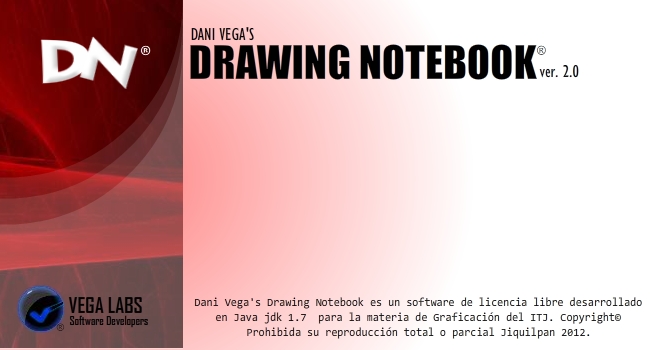 DN®
DANI VEGA'S
DRAWING NOTEBOOK® ver. 2.0
VEGA LABS
Software Developers ®
Dani Vega's Drawing Notebook es un software de licencia libre desarrollado
en Java jdk 1.7 para la materia de Graficación del ITJ. Copyright©
Prohibida su reproducción total o parcial Jiquilpan 2012.